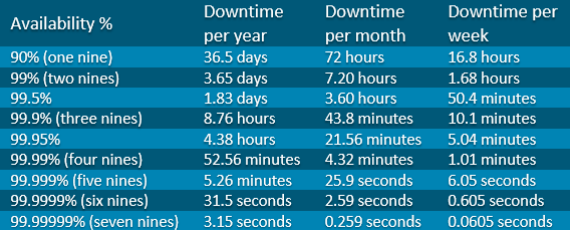 Availability % Downtime per year Downtime per month Downtime per week
90% (one nine) 36.5 days 72 hours 16.8 hours
99% (two nines) 3.65 days 7.20 hours 1.68 hours
99.5% 1.83 days 3.60 hours 50.4 minutes
99.9% (three nines) 8.76 hours 43.8 minutes 10.1 minutes
99.95% 4.38 hours 21.56 minutes 5.04 minutes
99.99% (four nines) 52.56 minutes 4.32 minutes 1.01 minutes
99.999% (five nines) 5.26 minutes 25.9 seconds 6.05 seconds
99.9999% (six nines) 31.5 seconds 2.59 seconds 0.605 seconds
99.99999% (seven nines) 3.15 seconds 0.259 seconds 0.0605 seconds